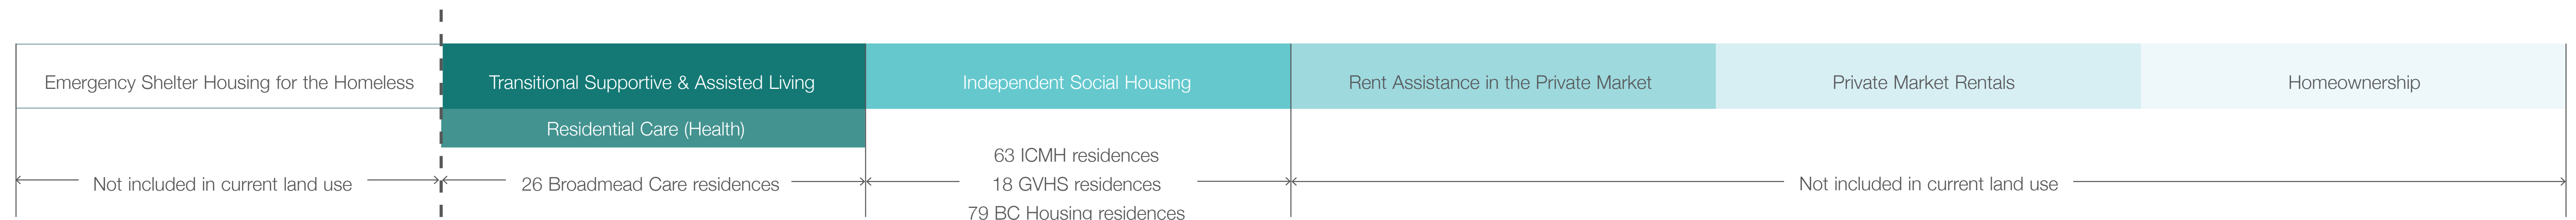 Emergency Shelter Housing for the Homeless
Transitional Supportive & Assisted Living
Independent Social Housing
Rent Assistance in the Private Market
Private Market Rentals
Homeownership
Residential Care (Health)
Not included in current land use
26 Broadmead Care residences
63 ICMH residences
18 GVHS residences
79 BC Housing residences
Not included in current land use